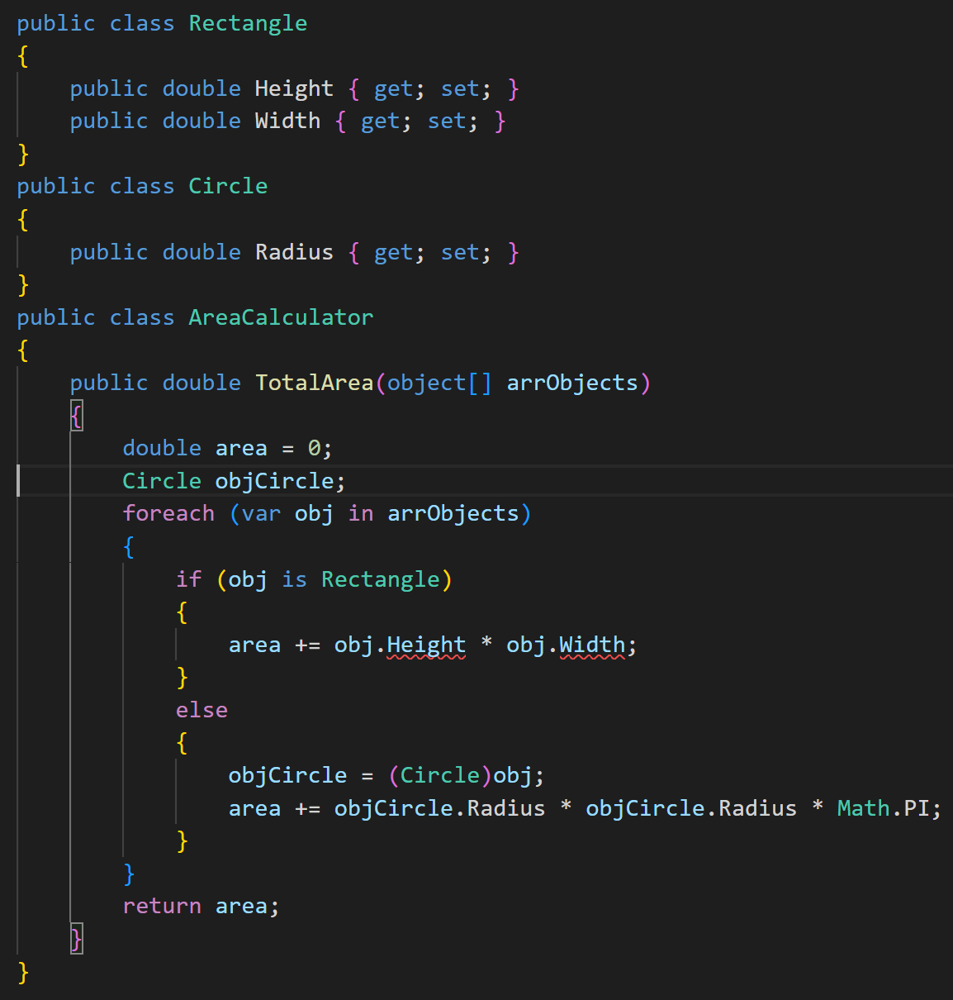 public class Rectangle
{
    public double Height { get; set; }
    public double Width { get; set; }
}
public class Circle
{
    public double Radius { get; set; }
}
public class AreaCalculator
{
    public double TotalArea(object[] arrObjects)
    {
        double area = 0;
        Circle objCircle;
        foreach (var obj in arrObjects)
        {
            if (obj is Rectangle)
            {
                area += obj.Height * obj.Width;
            }
            else
            {
                objCircle = (Circle)obj;
                area += objCircle.Radius * objCircle.Radius * Math.PI;
            }
        }
        return area;
    }
}